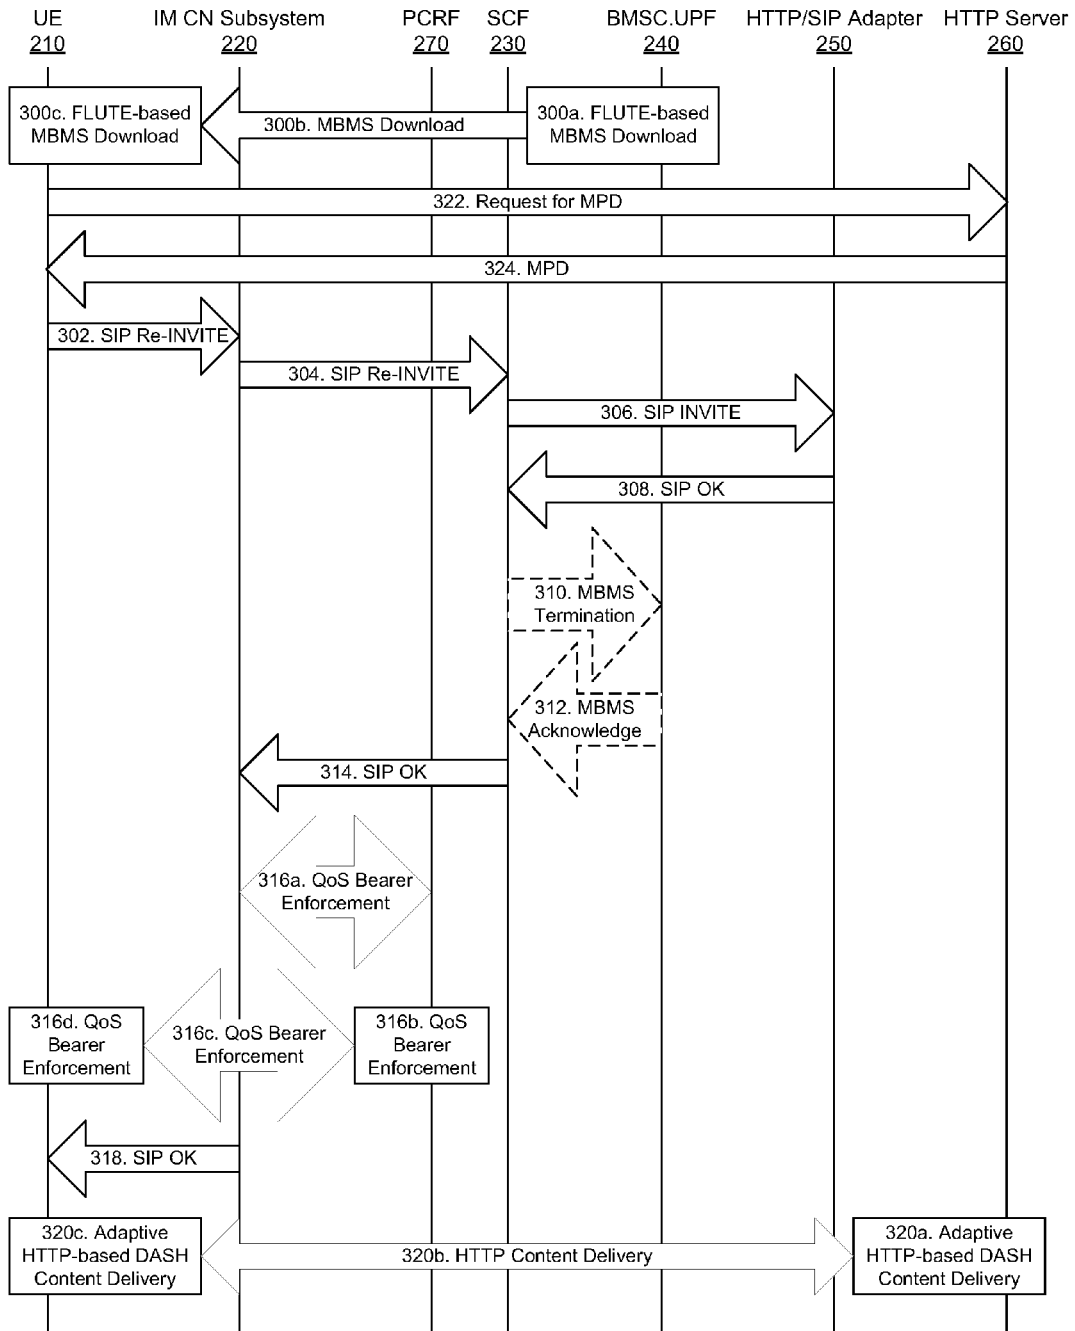 UE
IM CN Subsystem
PCRF
SCF
BMSC.UPF
HTTP/SIP Adapter
HTTP Server
210
220
270
230
240
250
260
300c. FLUTE-based
MBMS Download
300b. MBMS Download
300a. FLUTE-based
MBMS Download
322. Request for MPD
324. MPD
302. SIP Re-INVITE
304. SIP Re-INVITE
306. SIP INVITE
308. SIP OK
310. MBMS
Termination
312. MBMS
Acknowledge
314. SIP OK
316a. QoS Bearer
Enforcement
316d. QoS
Bearer
Enforcement
316c. QoS Bearer
Enforcement
316b. QoS
Bearer
Enforcement
318. SIP OK
320c. Adaptive
HTTP-based DASH
Content Delivery
320b. HTTP Content Delivery
320a. Adaptive
HTTP-based DASH
Content Delivery